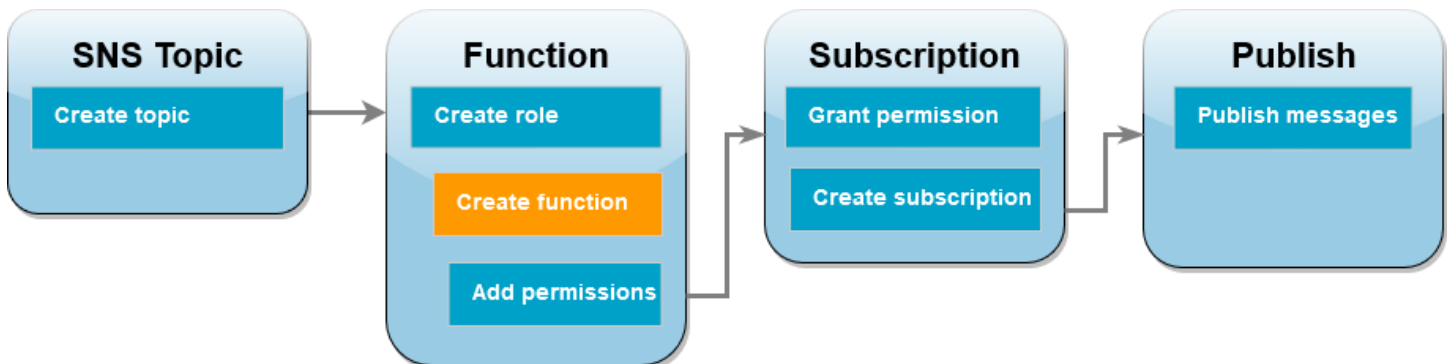 SNS Topic
Create topic
Function
Create role
Create function
Add permissions
Subscription
Grant permission
Create subscription
Publish
Publish messages